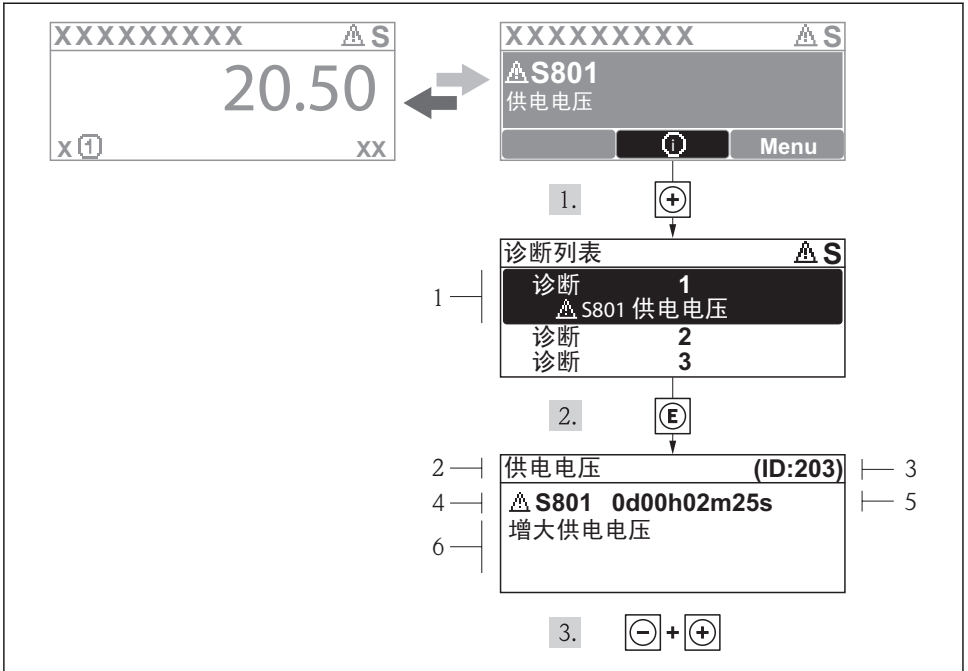 XXXXXXXXX ⚠ S
20.50
X ① XX
XXXXXXXXX ⚠ S
⚠ S801
供电电压
ⓘ Menu
1. ⊕
诊断列表 ⚠ S
1
诊断 1
⚠ S801 供电电压
诊断 2
诊断 3
2. Ⓔ
2 供电电压 (ID:203) 3
4 ⚠ S801 0d00h02m25s 5
6 增大供电电压
3. ⊖ + ⊕